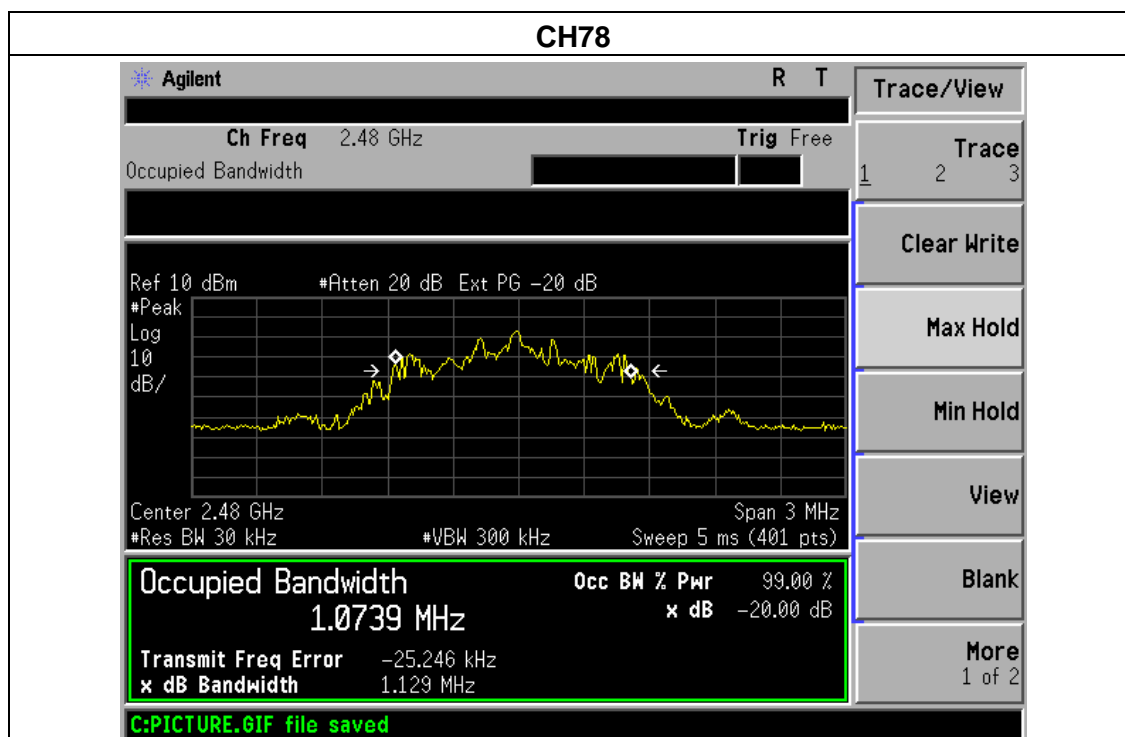 CH78
Agilent R T
Trace/View
Ch Freq 2.48 GHz Trig Free
Occupied Bandwidth
Trace
1 2 3
Clear Write
Ref 10 dBm #Atten 20 dB Ext PG -20 dB
#Peak
Log
10
dB/
Max Hold
Min Hold
View
Center 2.48 GHz Span 3 MHz
#Res BW 30 kHz #VBW 300 kHz Sweep 5 ms (401 pts)
Occupied Bandwidth Occ BW % Pwr 99.00 %
1.0739 MHz x dB -20.00 dB
Blank
Transmit Freq Error -25.246 kHz
x dB Bandwidth 1.129 MHz
More
1 of 2
C:PICTURE.GIF file saved